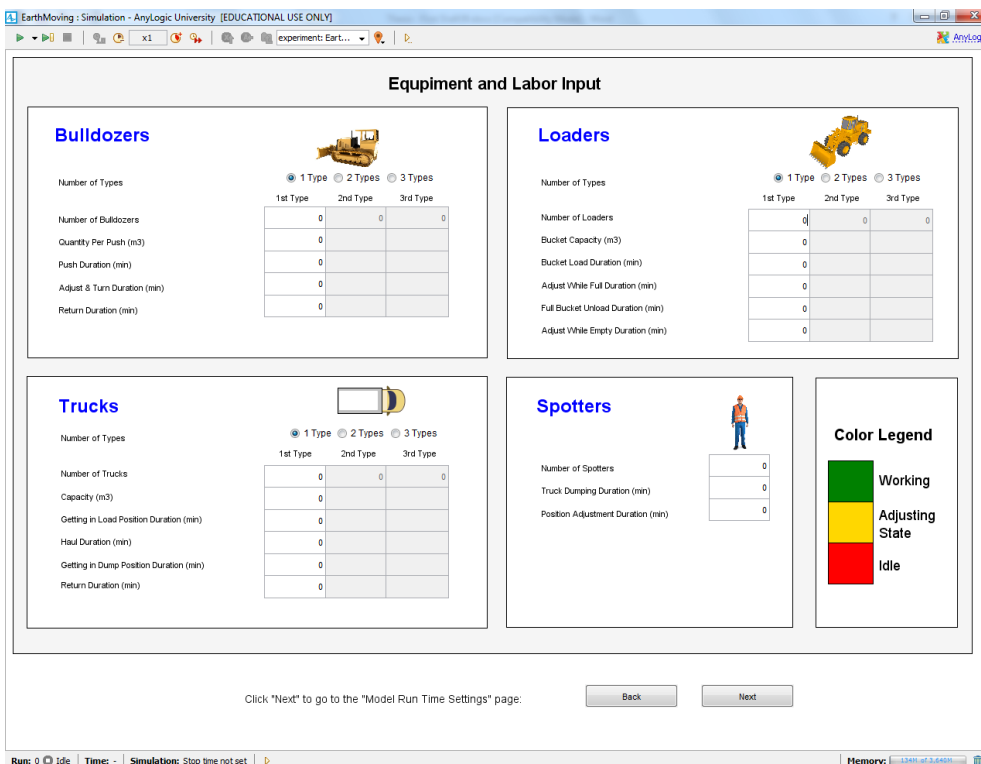 EarthMoving : Simulation - AnyLogic University [EDUCATIONAL USE ONLY]
x1 experiment: Eart... AnyLog
Equpiment and Labor Input
Bulldozers
Number of Types 1 Type 2 Types 3 Types
1st Type 2nd Type 3rd Type
Number of Bulldozers 0 0 0
Quantity Per Push (m3) 0
Push Duration (min) 0
Adjust & Turn Duration (min) 0
Return Duration (min) 0
Loaders
Number of Types 1 Type 2 Types 3 Types
1st Type 2nd Type 3rd Type
Number of Loaders 0 0 0
Bucket Capacity (m3) 0
Bucket Load Duration (min) 0
Adjust While Full Duration (min) 0
Full Bucket Unload Duration (min) 0
Adjust While Empty Duration (min) 0
Trucks
Number of Types 1 Type 2 Types 3 Types
1st Type 2nd Type 3rd Type
Number of Trucks 0 0 0
Capacity (m3) 0
Getting in Load Position Duration (min) 0
Haul Duration (min) 0
Getting in Dump Position Duration (min) 0
Return Duration (min) 0
Spotters
Number of Spotters 0
Truck Dumping Duration (min) 0
Position Adjustment Duration (min) 0
Color Legend
Working
Adjusting
State
Idle
Click "Next" to go to the "Model Run Time Settings" page: Back Next
Run: 0 Idle Time: - Simulation: Stop time not set Memory: 134M of 3,640M